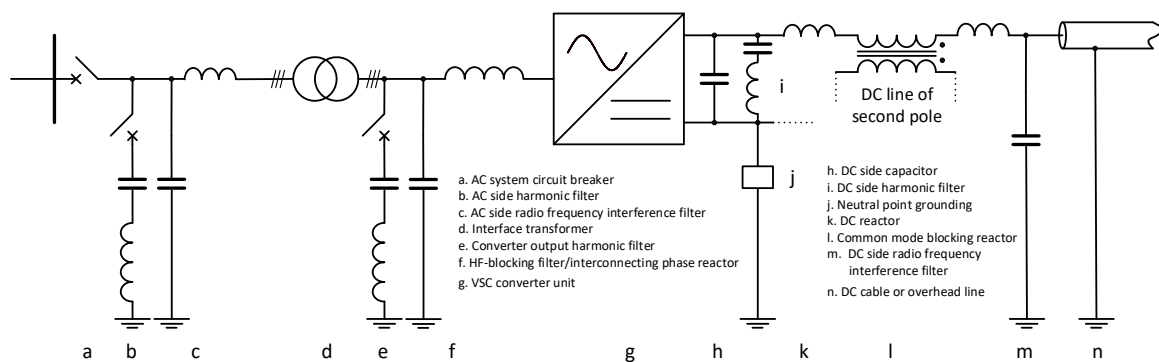 i
DC line of
second pole
j
a. AC system circuit breaker
b. AC side harmonic filter
c. AC side radio frequency interference filter
d. Interface transformer
e. Converter output harmonic filter
f. HF-blocking filter/interconnecting phase reactor
g. VSC converter unit
h. DC side capacitor
i. DC side harmonic filter
j. Neutral point grounding
k. DC reactor
l. Common mode blocking reactor
m. DC side radio frequency
interference filter
n. DC cable or overhead line
a b c d e f g h k l m n